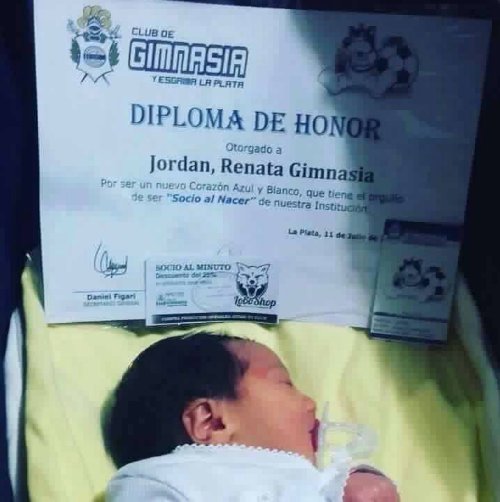 CLUB DE
GIMNASIA
Y ESGRIMA LA PLATA
DIPLOMA DE HONOR
Otorgado a
Jordan, Renata Gimnasia
Por ser un nuevo Corazón Azul y Blanco, que tiene el orgullo
de ser "Socio al Nacer" de nuestra Institución
La Plata, 11 de Julio de
Daniel Figari
SECRETARIO GENERAL
SOCIO AL MINUTO
Descuento del 25%
Lobo Shop